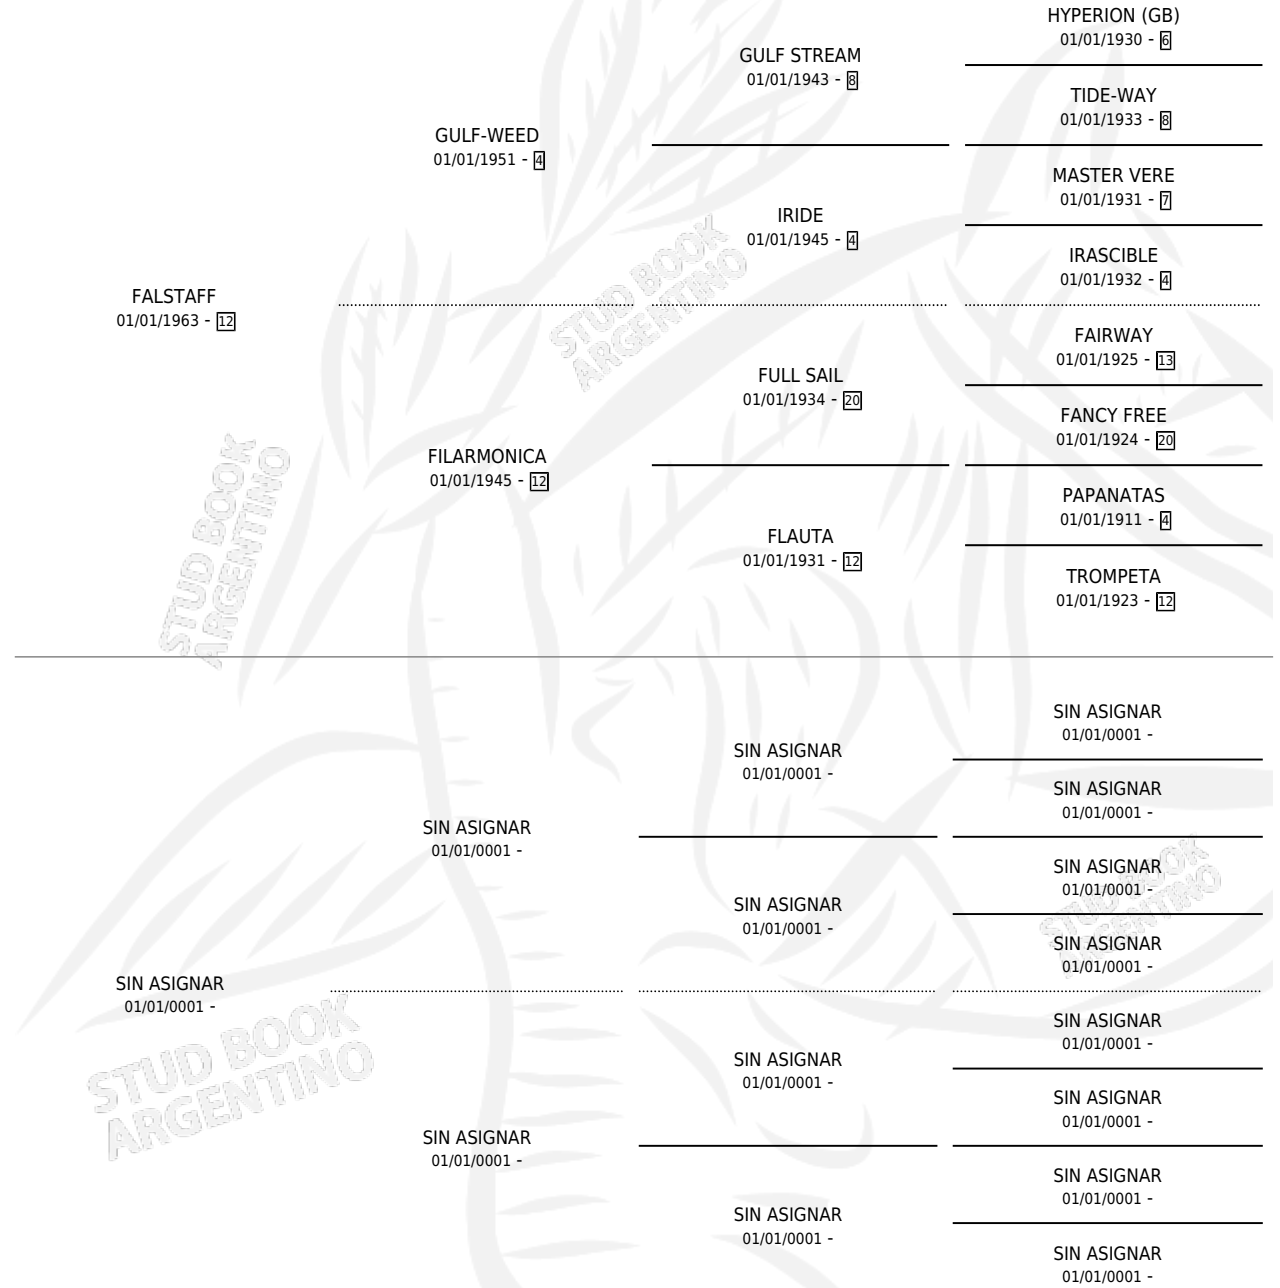 HYPERION (GB)
01/01/1930 - 6
GULF STREAM
01/01/1943 - 8
TIDE-WAY
01/01/1933 - 8
GULF-WEED
01/01/1951 - 4
MASTER VERE
01/01/1931 - 7
IRIDE
01/01/1945 - 4
IRASCIBLE
01/01/1932 - 4
FALSTAFF
01/01/1963 - 12
FAIRWAY
01/01/1925 - 13
FULL SAIL
01/01/1934 - 20
FANCY FREE
01/01/1924 - 20
FILARMONICA
01/01/1945 - 12
PAPANATAS
01/01/1911 - 4
FLAUTA
01/01/1931 - 12
TROMPETA
01/01/1923 - 12
SIN ASIGNAR
01/01/0001 -
SIN ASIGNAR
01/01/0001 -
SIN ASIGNAR
01/01/0001 -
SIN ASIGNAR
01/01/0001 -
SIN ASIGNAR
01/01/0001 -
SIN ASIGNAR
01/01/0001 -
SIN ASIGNAR
01/01/0001 -
SIN ASIGNAR
01/01/0001 -
SIN ASIGNAR
01/01/0001 -
SIN ASIGNAR
01/01/0001 -
SIN ASIGNAR
01/01/0001 -
SIN ASIGNAR
01/01/0001 -
SIN ASIGNAR
01/01/0001 -
SIN ASIGNAR
01/01/0001 -
SIN ASIGNAR
01/01/0001 -
STUD BOOK
ARGENTINO
STUD BOOK
ARGENTINO
STUD BOOK
ARGENTINO
STUD BOOK
ARGENTINO